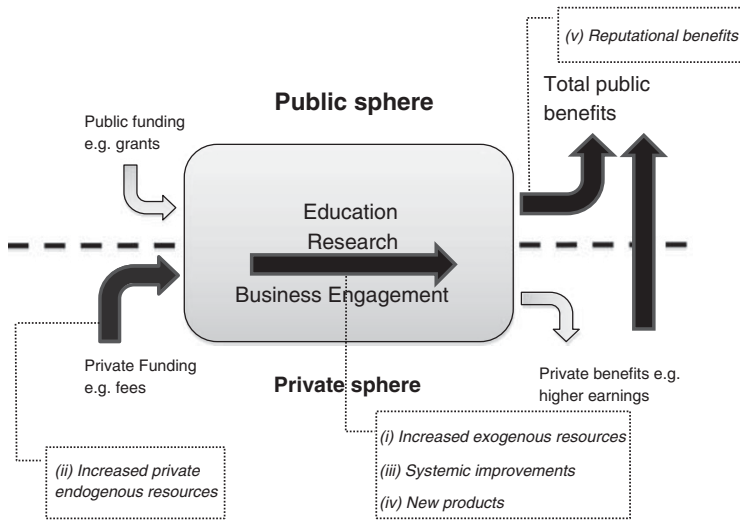 (v) Reputational benefits
Total public
benefits
Public sphere
Public funding
e.g. grants
Education
Research
Business Engagement
Private Funding
e.g. fees
Private sphere
Private benefits e.g.
higher earnings
(i) Increased exogenous resources
(iii) Systemic improvements
(iv) New products
(ii) Increased private
endogenous resources